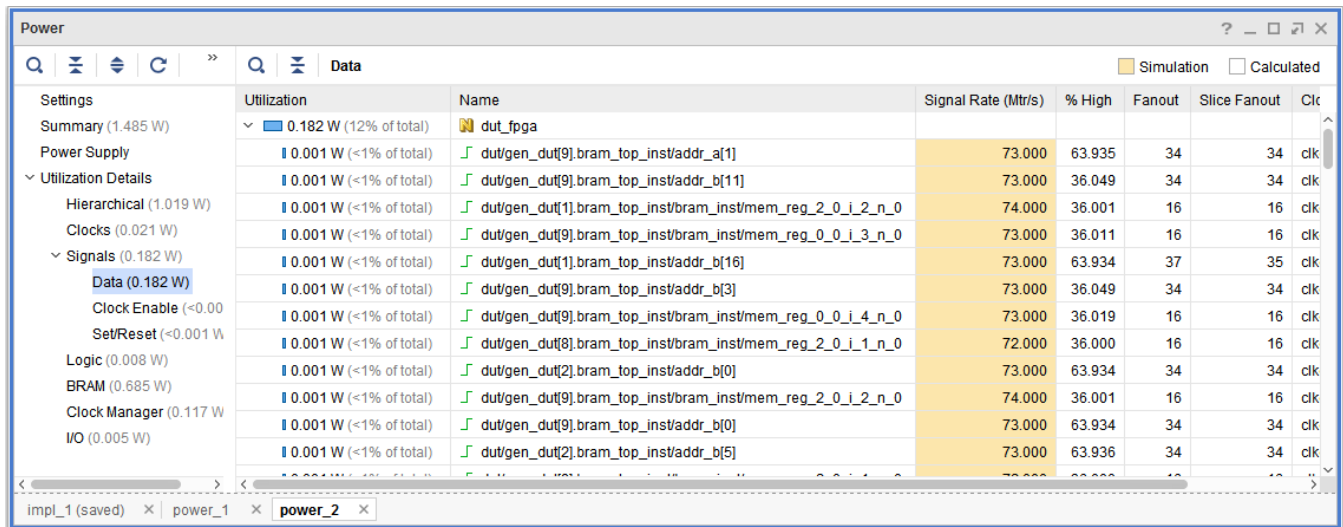 Power
Data Simulation Calculated
Settings
Summary (1.485 W)
Power Supply
Utilization Details
Hierarchical (1.019 W)
Clocks (0.021 W)
Signals (0.182 W)
Data (0.182 W)
Clock Enable (<0.00
Set/Reset (<0.001 W
Logic (0.008 W)
BRAM (0.685 W)
Clock Manager (0.117 W
I/O (0.005 W)
Utilization Name Signal Rate (Mtr/s) % High Fanout Slice Fanout Clo
0.182 W (12% of total) N dut_fpga
0.001 W (<1% of total) dut/gen_dut[9].bram_top_inst/addr_a[1] 73.000 63.935 34 34 clk
0.001 W (<1% of total) dut/gen_dut[9].bram_top_inst/addr_b[11] 73.000 36.049 34 34 clk
0.001 W (<1% of total) dut/gen_dut[1].bram_top_inst/bram_inst/mem_reg_2_0_i_2_n_0 74.000 36.001 16 16 clk
0.001 W (<1% of total) dut/gen_dut[9].bram_top_inst/bram_inst/mem_reg_0_0_i_3_n_0 73.000 36.011 16 16 clk
0.001 W (<1% of total) dut/gen_dut[1].bram_top_inst/addr_b[16] 73.000 63.934 37 35 clk
0.001 W (<1% of total) dut/gen_dut[9].bram_top_inst/addr_b[3] 73.000 36.049 34 34 clk
0.001 W (<1% of total) dut/gen_dut[9].bram_top_inst/bram_inst/mem_reg_0_0_i_4_n_0 73.000 36.019 16 16 clk
0.001 W (<1% of total) dut/gen_dut[8].bram_top_inst/bram_inst/mem_reg_2_0_i_1_n_0 72.000 36.000 16 16 clk
0.001 W (<1% of total) dut/gen_dut[2].bram_top_inst/addr_b[0] 73.000 63.934 34 34 clk
0.001 W (<1% of total) dut/gen_dut[9].bram_top_inst/bram_inst/mem_reg_2_0_i_2_n_0 74.000 36.001 16 16 clk
0.001 W (<1% of total) dut/gen_dut[9].bram_top_inst/addr_b[0] 73.000 63.934 34 34 clk
0.001 W (<1% of total) dut/gen_dut[2].bram_top_inst/addr_b[5] 73.000 63.936 34 34 clk
impl_1 (saved) power_1 power_2